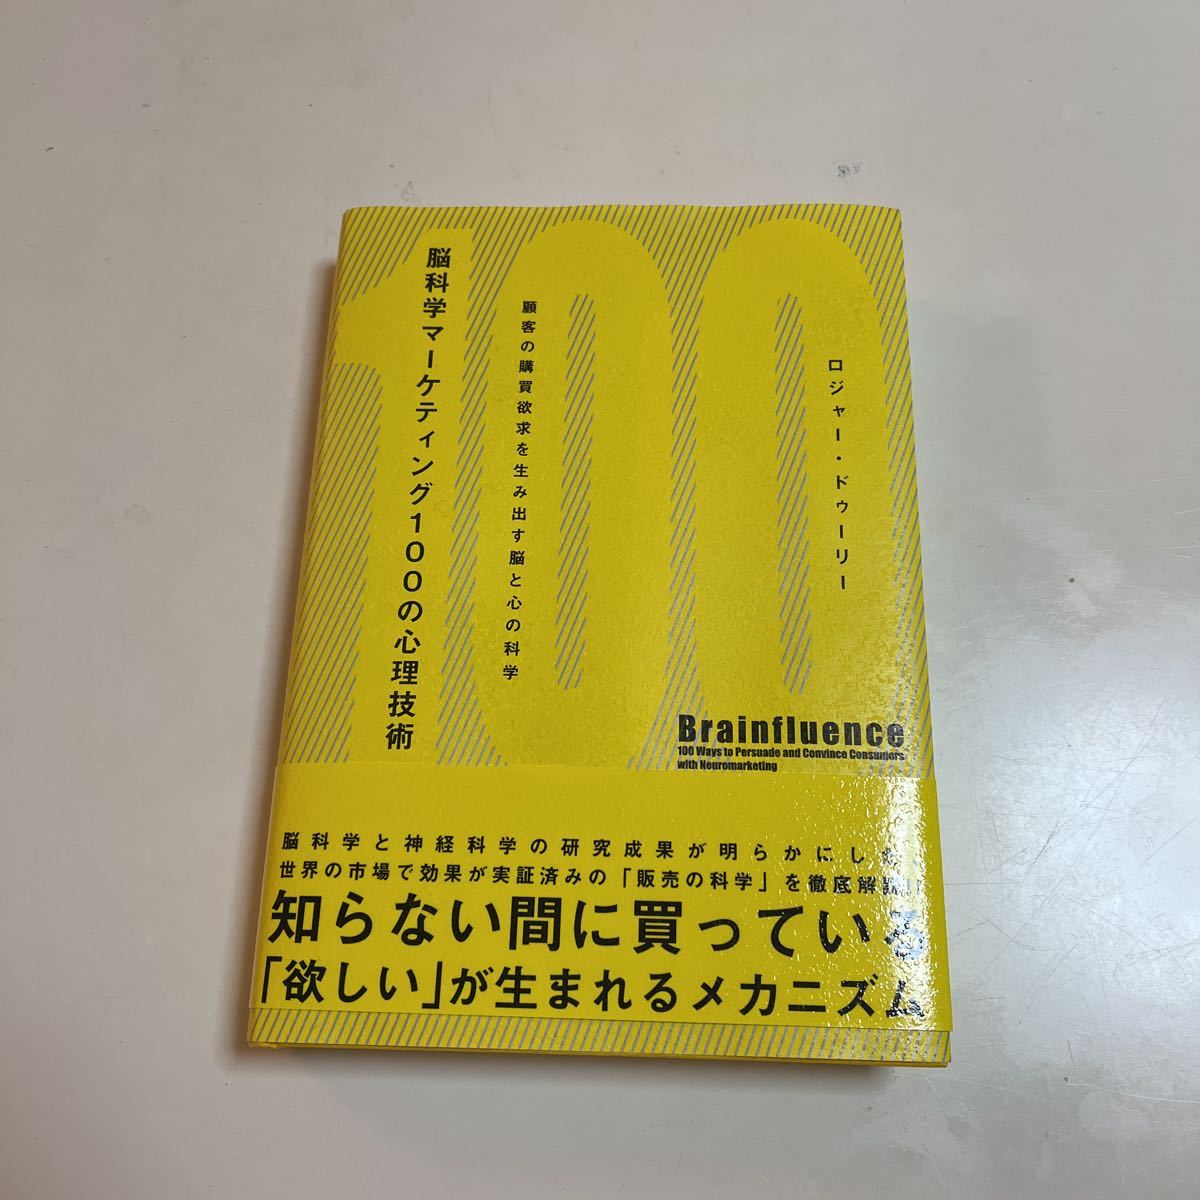 100
脳科学マーケティング100の心理技術
顧客の購買欲求を生み出す脳と心の科学
ロジャー・ドゥーリー
Brainfluence
100 Ways to Persuade and Convince Consumers
with Neuromarketing
脳科学と神経科学の研究成果が明らかにした
世界の市場で効果が実証済みの「販売の科学」を徹底解説!!
知らない間に買っている
「欲しい」が生まれるメカニズム